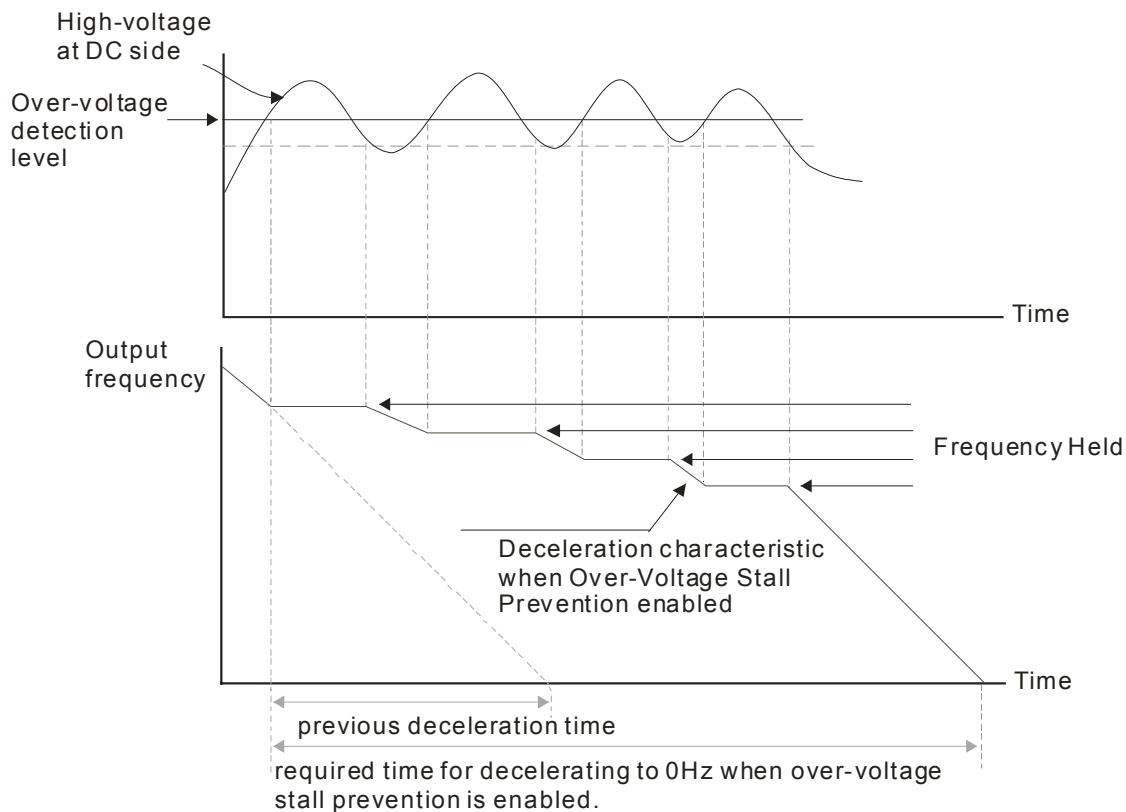 High-voltage
at DC side
Over-voltage
detection
level
Time
Output
frequency
Frequency Held
Deceleration characteristic
when Over-Voltage Stall
Prevention enabled
Time
previous deceleration time
required time for decelerating to 0Hz when over-voltage
stall prevention is enabled.